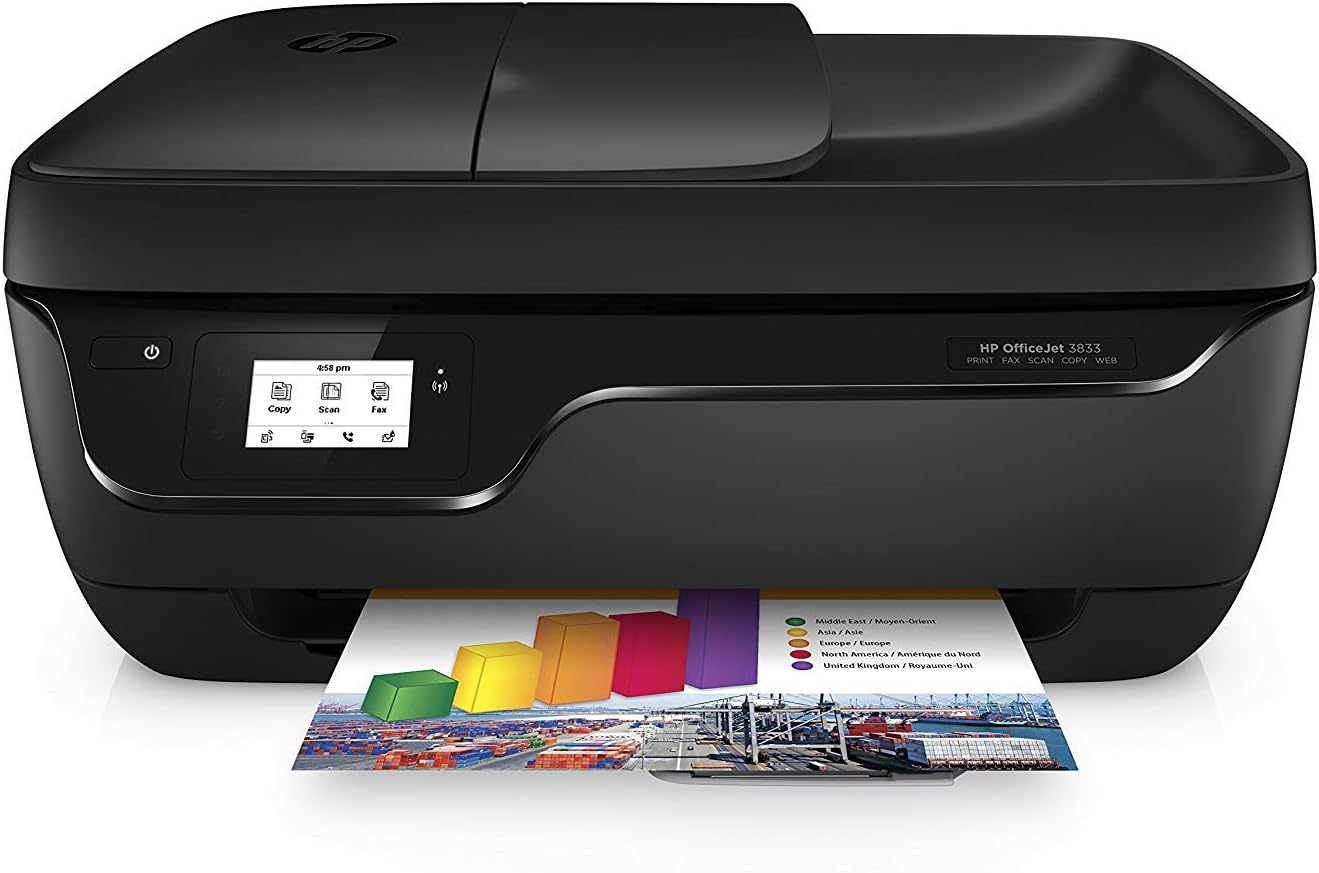 hp
HP OfficeJet 3833
PRINT FAX SCAN COPY WEB
4:58 pm
Copy Scan Fax
Middle East / Moyen-Orient
Asia / Asie
Europe / Europe
North America / Amérique du Nord
United Kingdom / Royaume-Uni